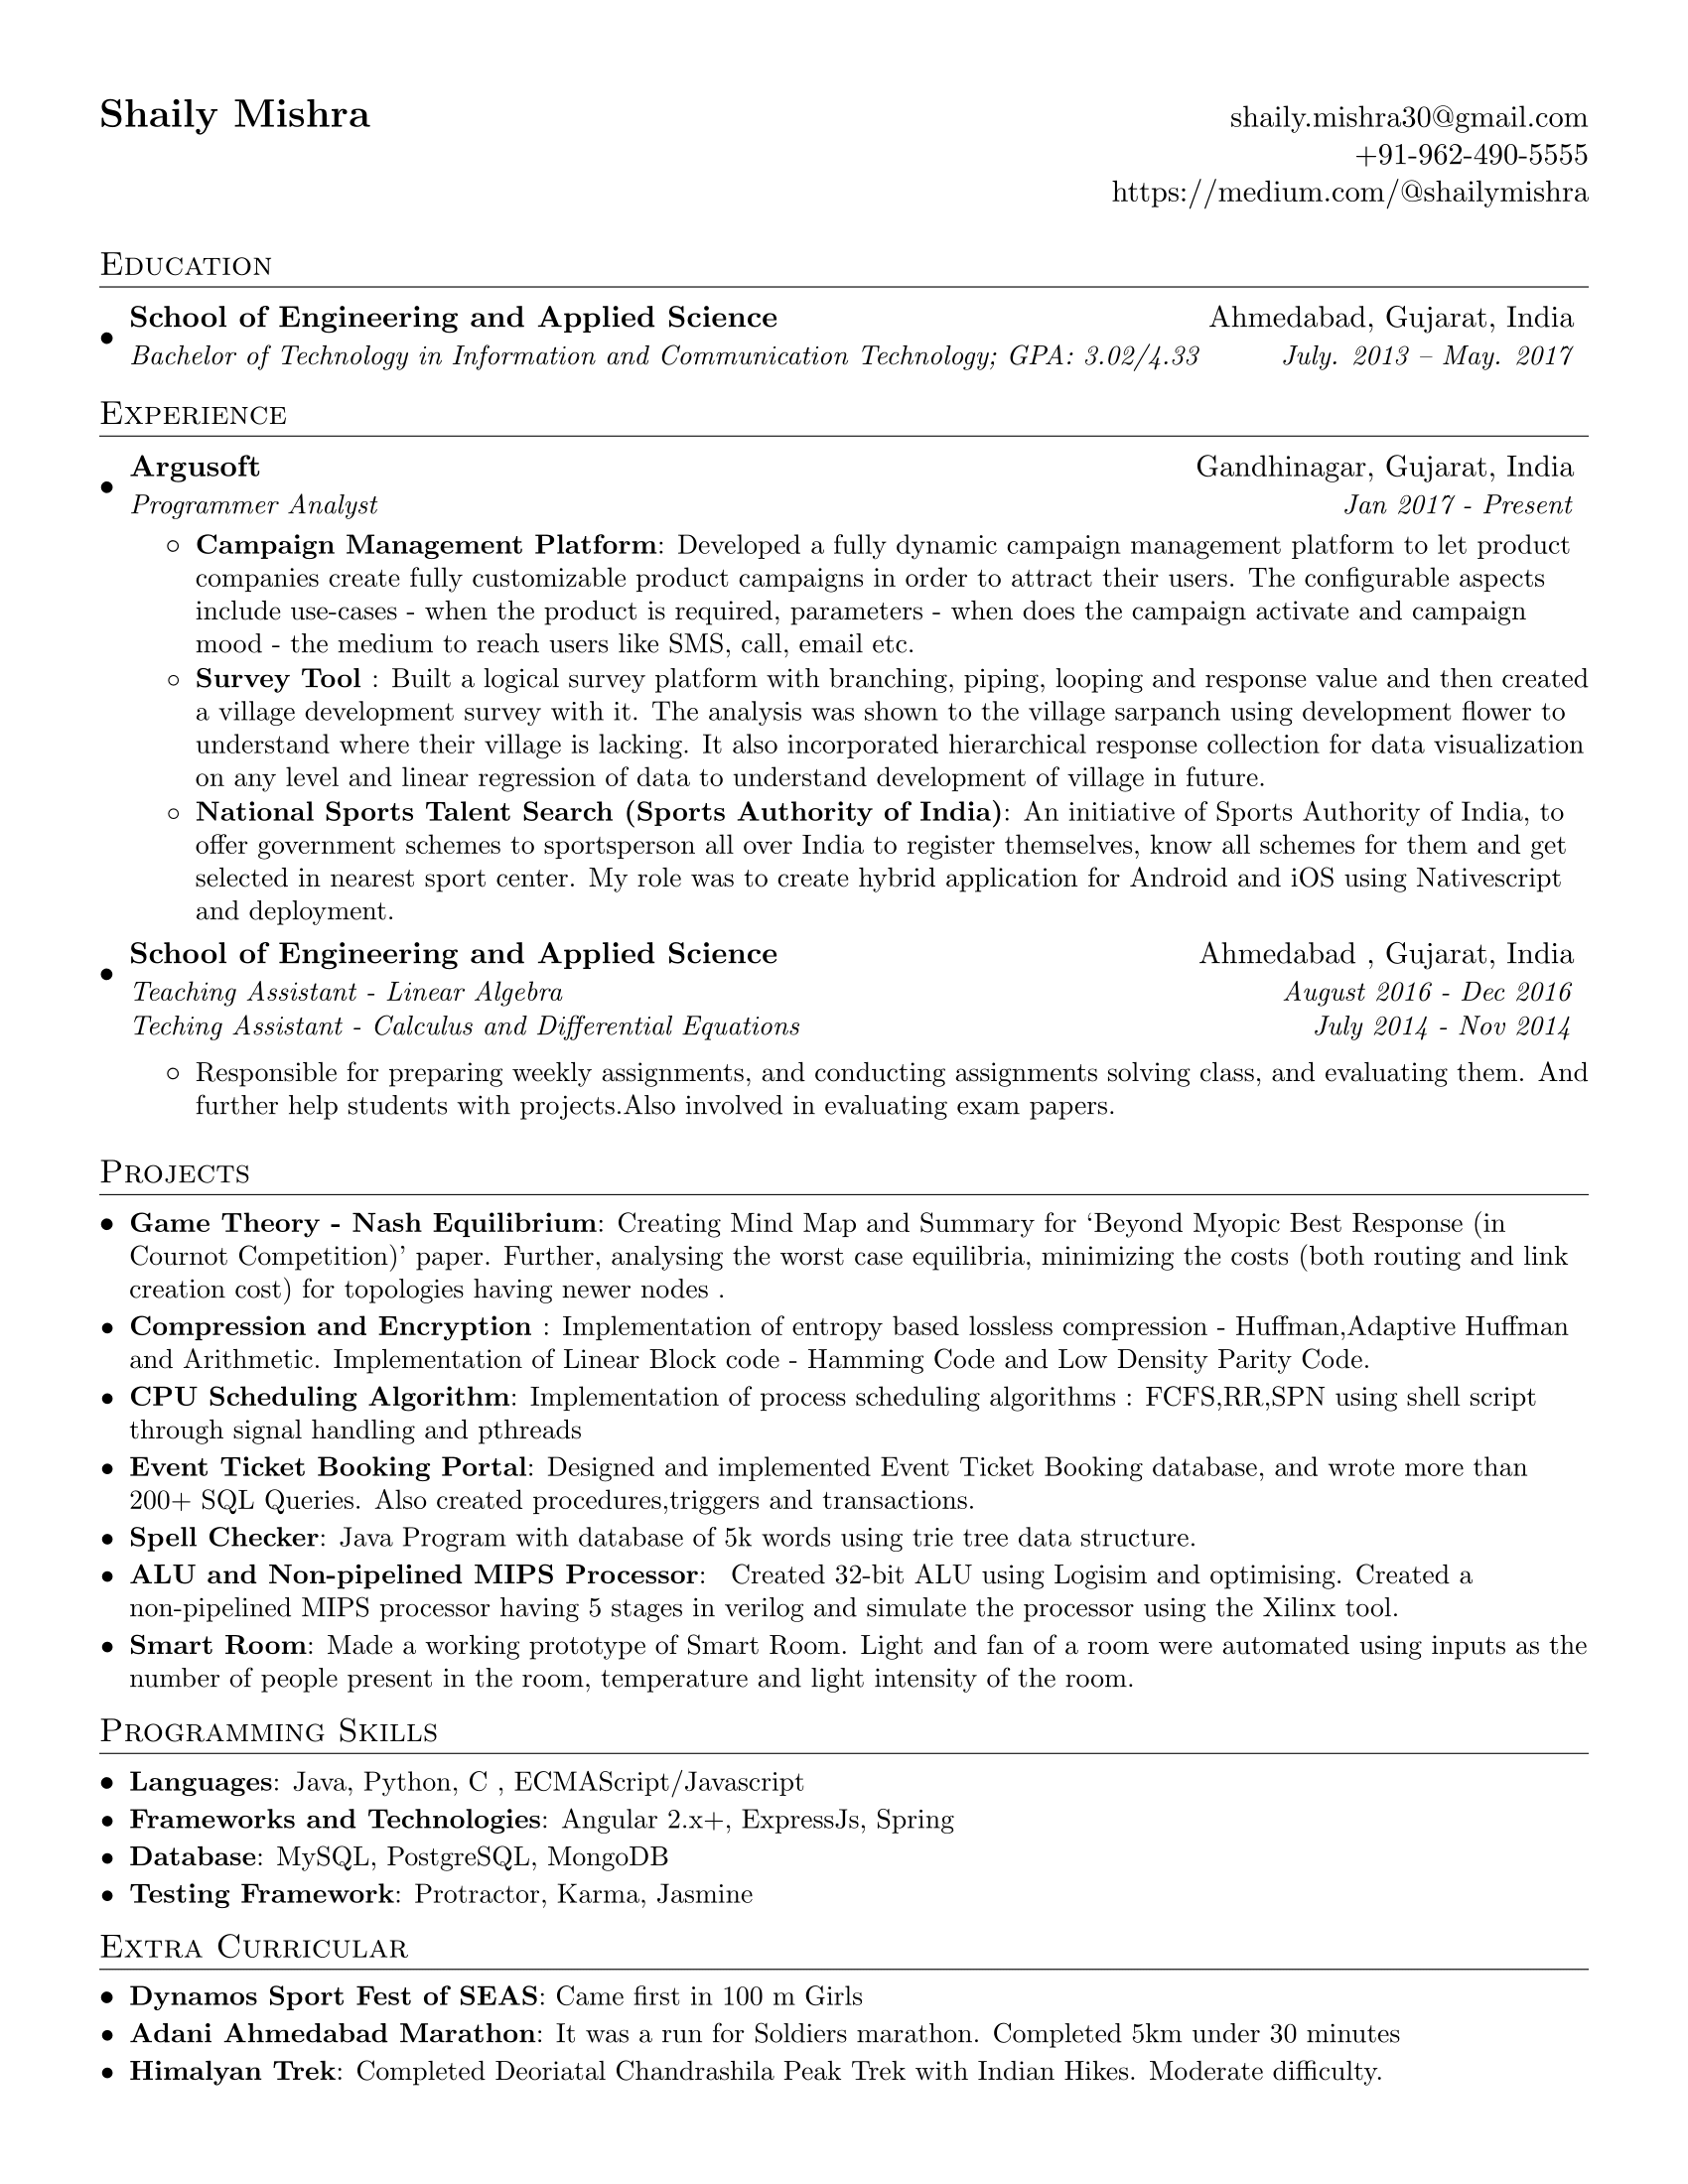 Shaily Mishra
shaily.mishra30@gmail.com
+91-962-490-5555
https://medium.com/@shailymishra
Education
School of Engineering and Applied Science Ahmedabad, Gujarat, India
Bachelor of Technology in Information and Communication Technology; GPA: 3.02/4.33 July. 2013 – May. 2017
Experience
Argusoft Gandhinagar, Gujarat, India
Programmer Analyst Jan 2017 - Present
Campaign Management Platform: Developed a fully dynamic campaign management platform to let product
companies create fully customizable product campaigns in order to attract their users. The configurable aspects
include use-cases - when the product is required, parameters - when does the campaign activate and campaign
mood - the medium to reach users like SMS, call, email etc.
Survey Tool : Built a logical survey platform with branching, piping, looping and response value and then created
a village development survey with it. The analysis was shown to the village sarpanch using development flower to
understand where their village is lacking. It also incorporated hierarchical response collection for data visualization
on any level and linear regression of data to understand development of village in future.
National Sports Talent Search (Sports Authority of India): An initiative of Sports Authority of India, to
offer government schemes to sportsperson all over India to register themselves, know all schemes for them and get
selected in nearest sport center. My role was to create hybrid application for Android and iOS using Nativescript
and deployment.
School of Engineering and Applied Science Ahmedabad , Gujarat, India
Teaching Assistant - Linear Algebra August 2016 - Dec 2016
Teching Assistant - Calculus and Differential Equations July 2014 - Nov 2014
Responsible for preparing weekly assignments, and conducting assignments solving class, and evaluating them. And
further help students with projects.Also involved in evaluating exam papers.
Projects
Game Theory - Nash Equilibrium: Creating Mind Map and Summary for ‘Beyond Myopic Best Response (in
Cournot Competition)’ paper. Further, analysing the worst case equilibria, minimizing the costs (both routing and link
creation cost) for topologies having newer nodes .
Compression and Encryption : Implementation of entropy based lossless compression - Huffman,Adaptive Huffman
and Arithmetic. Implementation of Linear Block code - Hamming Code and Low Density Parity Code.
CPU Scheduling Algorithm: Implementation of process scheduling algorithms : FCFS,RR,SPN using shell script
through signal handling and pthreads
Event Ticket Booking Portal: Designed and implemented Event Ticket Booking database, and wrote more than
200+ SQL Queries. Also created procedures,triggers and transactions.
Spell Checker: Java Program with database of 5k words using trie tree data structure.
ALU and Non-pipelined MIPS Processor: Created 32-bit ALU using Logisim and optimising. Created a
non-pipelined MIPS processor having 5 stages in verilog and simulate the processor using the Xilinx tool.
Smart Room: Made a working prototype of Smart Room. Light and fan of a room were automated using inputs as the
number of people present in the room, temperature and light intensity of the room.
Programming Skills
Languages: Java, Python, C , ECMAScript/Javascript
Frameworks and Technologies: Angular 2.x+, ExpressJs, Spring
Database: MySQL, PostgreSQL, MongoDB
Testing Framework: Protractor, Karma, Jasmine
Extra Curricular
Dynamos Sport Fest of SEAS: Came first in 100 m Girls
Adani Ahmedabad Marathon: It was a run for Soldiers marathon. Completed 5km under 30 minutes
Himalyan Trek: Completed Deoriatal Chandrashila Peak Trek with Indian Hikes. Moderate difficulty.